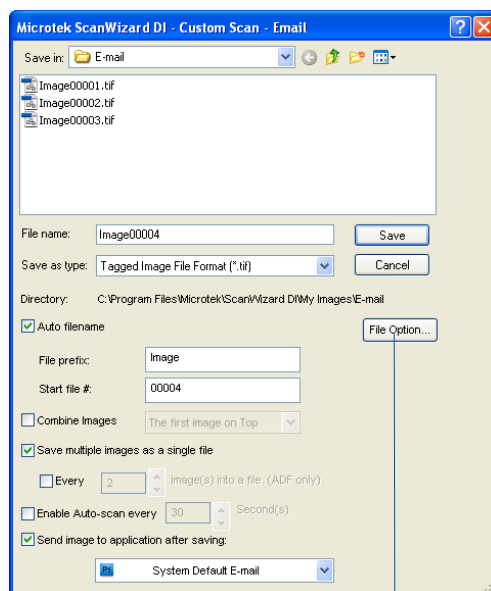 Microtek ScanWizard DI - Custom Scan - Email
Save in: E-mail
Image00001.tif
Image00002.tif
Image00003.tif
File name: Image00004 Save
Save as type: Tagged Image File Format (*.tif) Cancel
Directory: C:\Program Files\Microtek\ScanWizard DI\My Images\E-mail
Auto filename File Option...
File prefix: Image
Start file #: 00004
Combine Images The first image on Top
Save multiple images as a single file
Every 2 image(s) into a file. (ADF only)
Enable Auto-scan every 30 Second(s)
Send image to application after saving:
Ps System Default E-mail